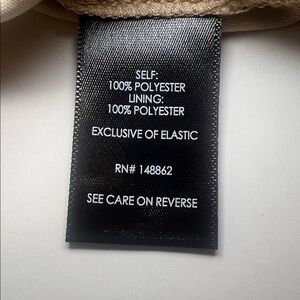 SELF:
100% POLYESTER
LINING:
100% POLYESTER
EXCLUSIVE OF ELASTIC
RN# 148862
SEE CARE ON REVERSE